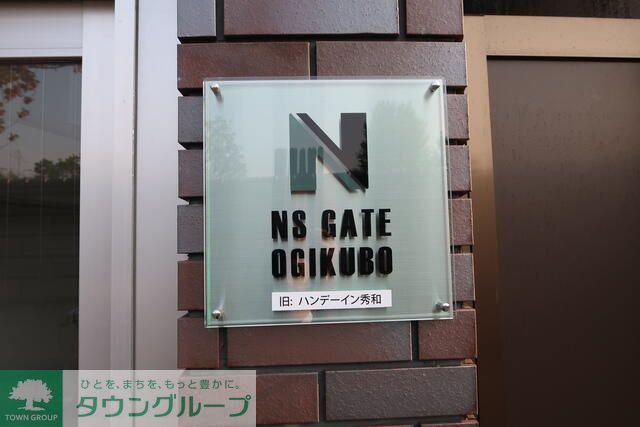 N
NS GATE
OGIKUBO
旧: ハンデーイン秀和
ひとを、まちを、もっと豊かに。
タウングループ
TOWN GROUP